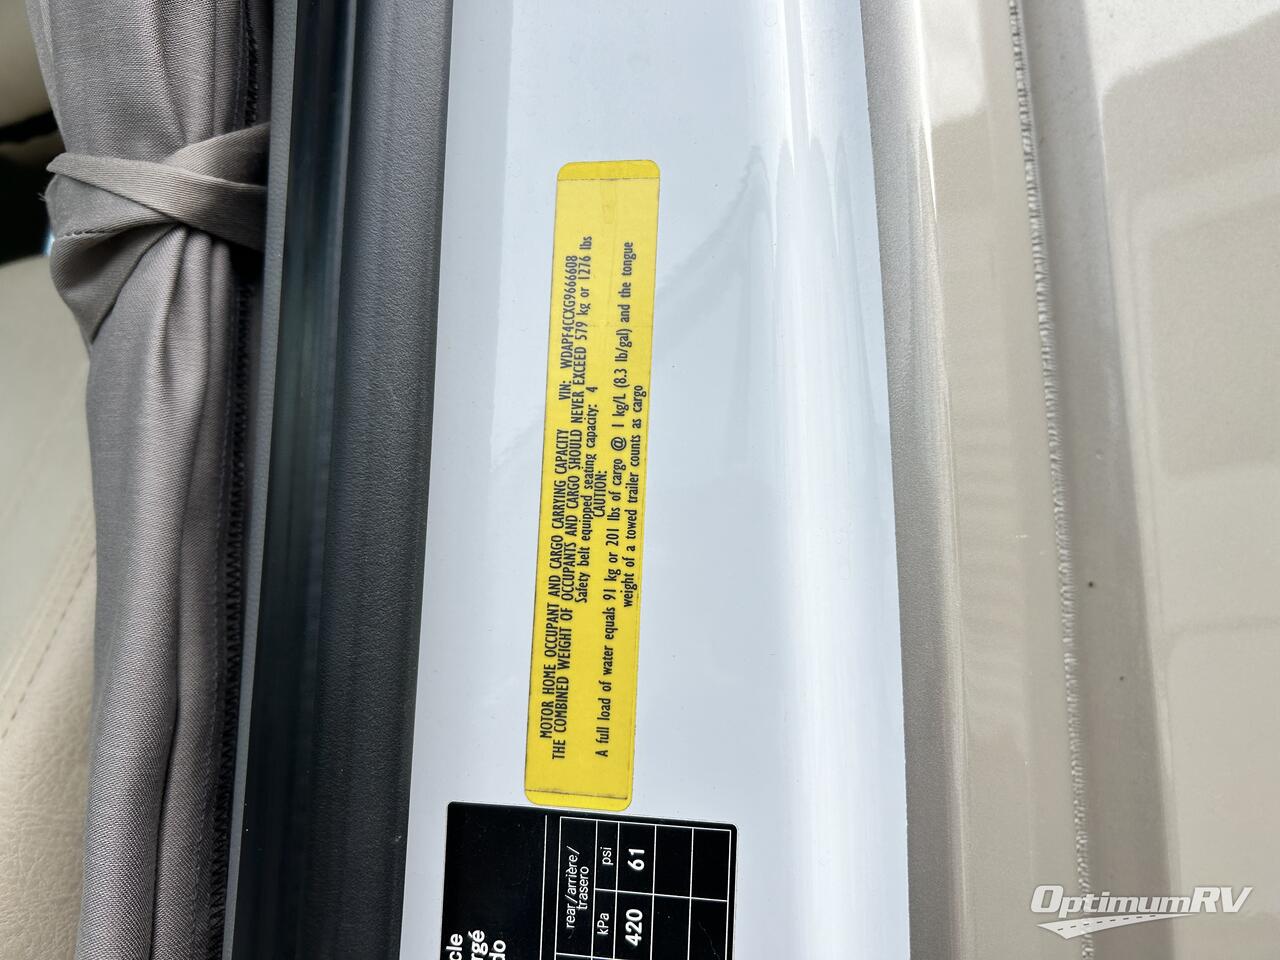 MOTOR HOME OCCUPANT AND CARGO CARRYING CAPACITY VIN: WDAPF4CCXG9666608
THE COMBINED WEIGHT OF OCCUPANTS AND CARGO SHOULD NEVER EXCEED 579 kg or 1276 lbs
Safety belt equipped seating capacity: 4
CAUTION:
A full load of water equals 91 kg or 201 lbs of cargo @ 1 kg/L (8.3 lb/gal) and the tongue
weight of a towed trailer counts as cargo
cle
rgé
do
rear/arrière/
trasero
kPa psi
420 61
OptimumRV